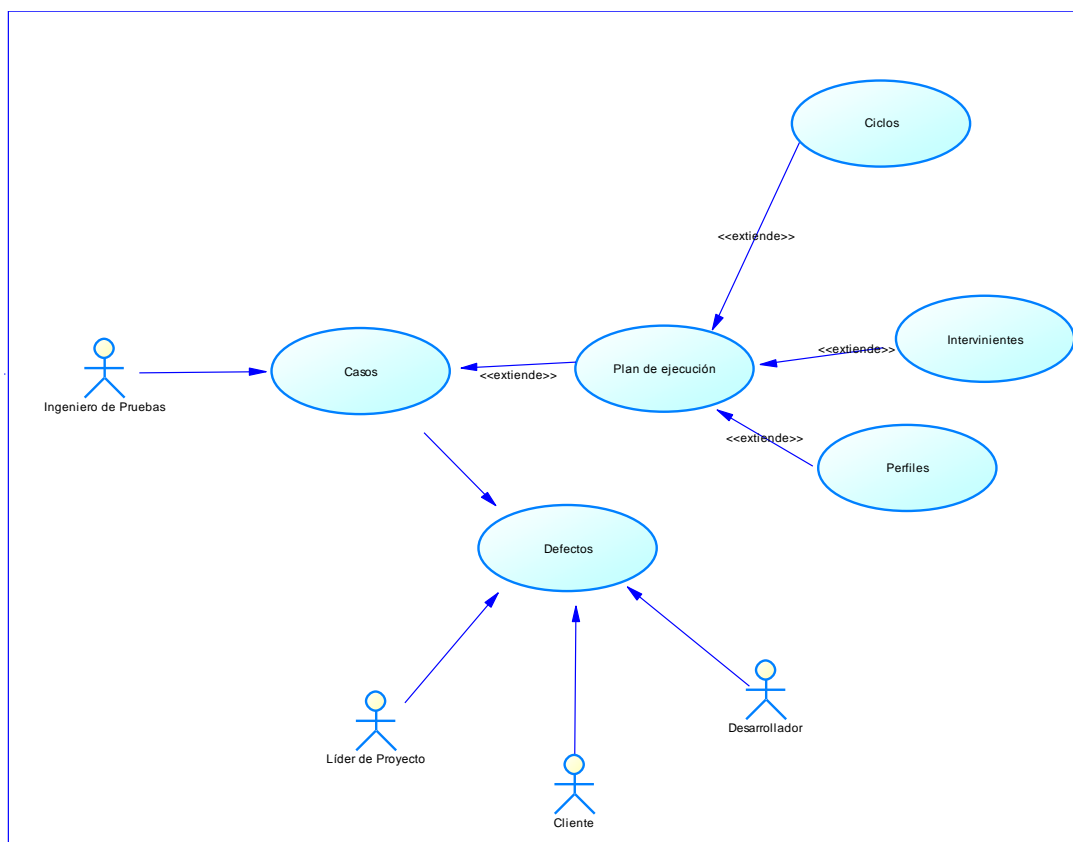 Ciclos
<<extiende>>
Intervinientes
<<extiende>>
Plan de ejecución
Casos
<<extiende>>
Ingeniero de Pruebas
<<extiende>>
Perfiles
Defectos
Desarrollador
Líder de Proyecto
Cliente